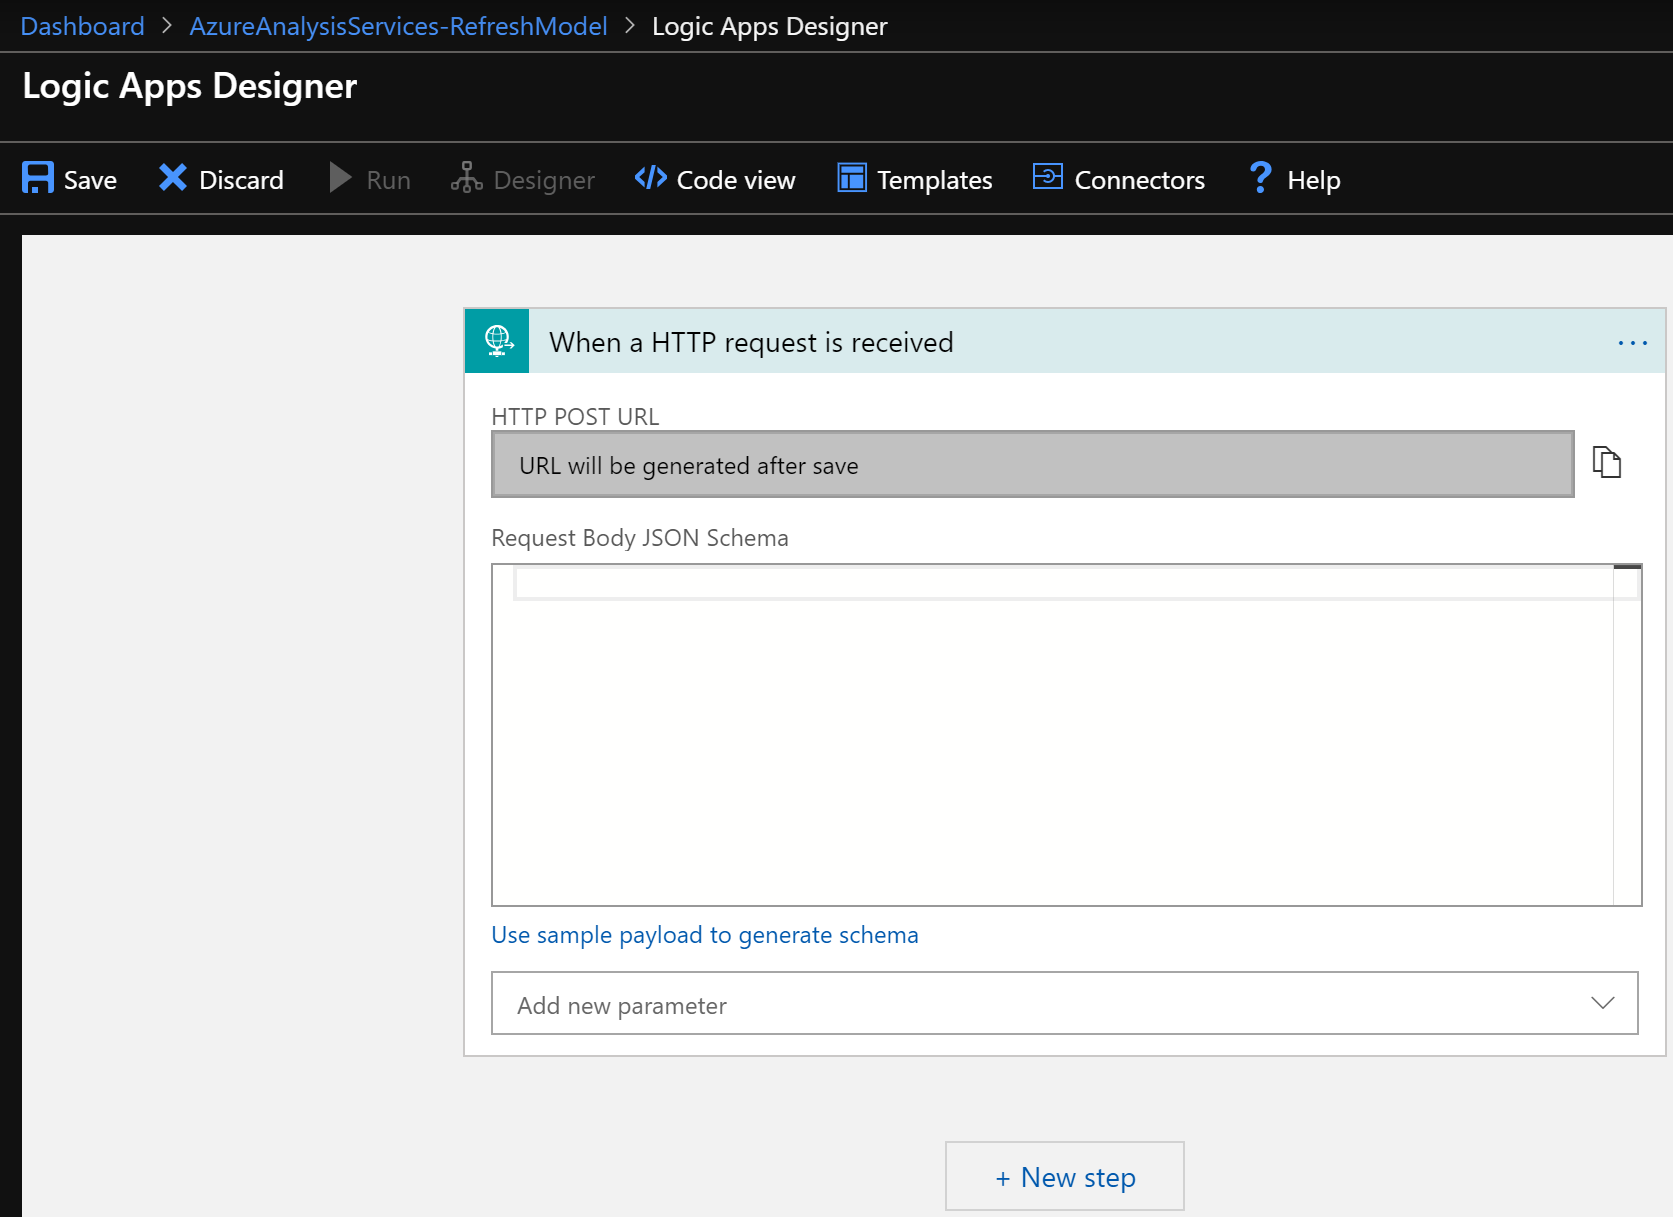 Dashboard > AzureAnalysisServices-RefreshModel > Logic Apps Designer
Logic Apps Designer
Save Discard Run Designer Code view Templates Connectors ? Help
When a HTTP request is received ...
HTTP POST URL
URL will be generated after save
Request Body JSON Schema
Use sample payload to generate schema
Add new parameter
+ New step